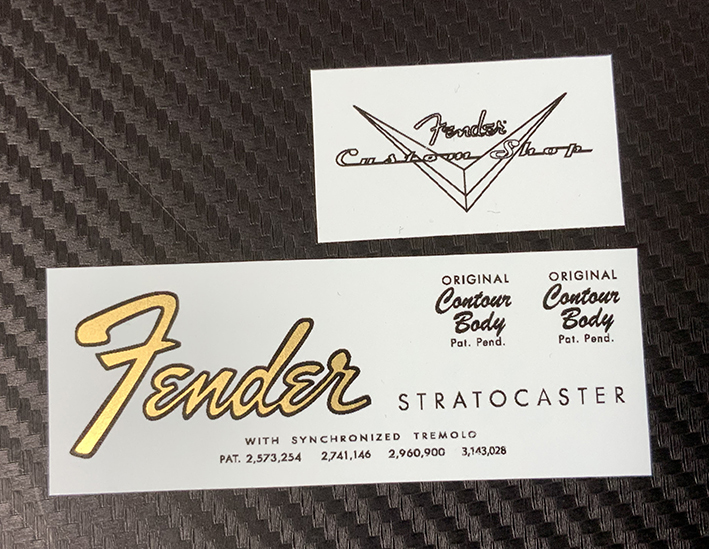 Fender
Custom Shop
ORIGINAL
Contour
Body
Pat. Pend.
ORIGINAL
Contour
Body
Pat. Pend.
Fender
STRATOCASTER
WITH SYNCHRONIZED TREMOLO
PAT. 2,573,254 2,741,146 2,960,900 3,143,028